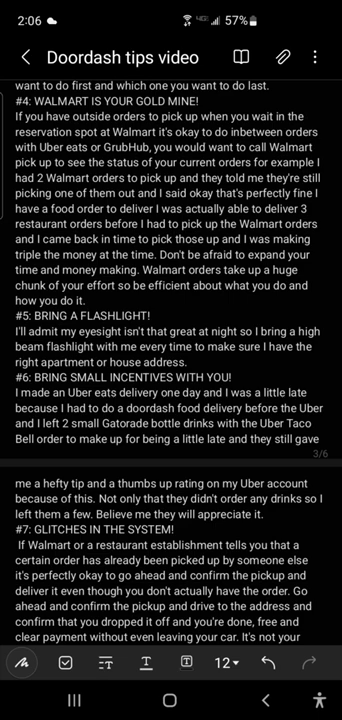 2:06
57%
Doordash tips video
want to do first and which one you want to do last.
#4: WALMART IS YOUR GOLD MINE!
If you have outside orders to pick up when you wait in the
reservation spot at Walmart it's okay to do inbetween orders
with Uber eats or GrubHub, you would want to call Walmart
pick up to see the status of your current orders for example I
had 2 Walmart orders to pick up and they told me they're still
picking one of them out and I said okay that's perfectly fine I
have a food order to deliver I was actually able to deliver 3
restaurant orders before I had to pick up the Walmart orders
and I came back in time to pick those up and I was making
triple the money at the time. Don't be afraid to expand your
time and money making. Walmart orders take up a huge
chunk of your effort so be efficient about what you do and
how you do it.
#5: BRING A FLASHLIGHT!
I'll admit my eyesight isn't that great at night so I bring a high
beam flashlight with me every time to make sure I have the
right apartment or house address.
#6: BRING SMALL INCENTIVES WITH YOU!
I made an Uber eats delivery one day and I was a little late
because I had to do a doordash food delivery before the Uber
and I left 2 small Gatorade bottle drinks with the Uber Taco
Bell order to make up for being a little late and they still gave
3/6
me a hefty tip and a thumbs up rating on my Uber account
because of this. Not only that they didn't order any drinks so I
left them a few. Believe me they will appreciate it.
#7: GLITCHES IN THE SYSTEM!
If Walmart or a restaurant establishment tells you that a
certain order has already been picked up by someone else
it's perfectly okay to go ahead and confirm the pickup and
deliver it even though you don't actually have the order. Go
ahead and confirm the pickup and drive to the address and
confirm that you dropped it off and you're done, free and
clear payment without even leaving your car. It's not your
12